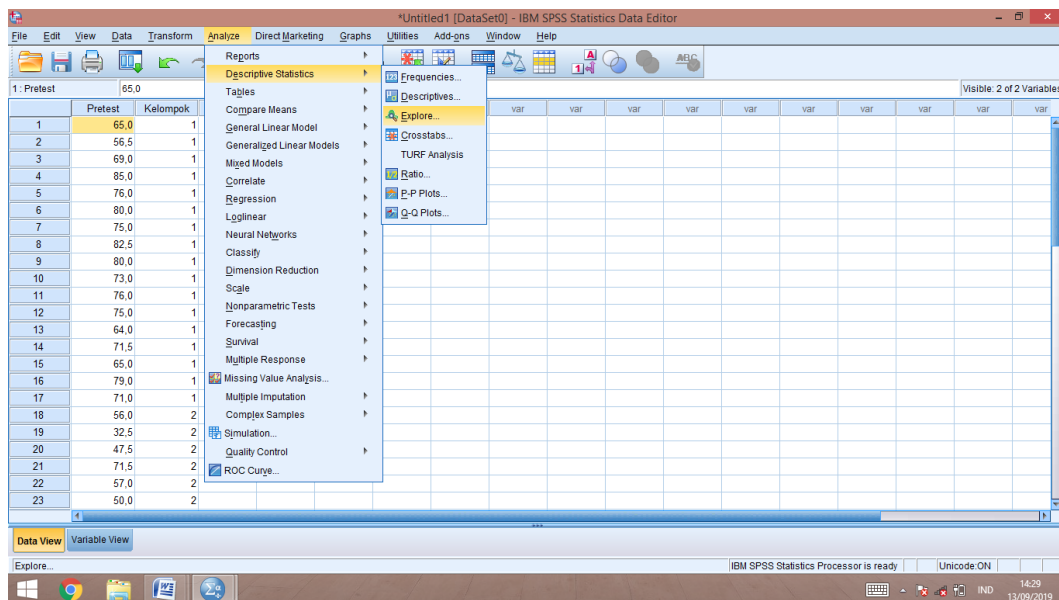 *Untitled1 [DataSet0] - IBM SPSS Statistics Data Editor
File Edit View Data Transform Analyze Direct Marketing Graphs Utilities Add-ons Window Help
1 : Pretest 65,0 Visible: 2 of 2 Variables
Pretest Kelompok var var var var var var var var var var
1 65,0 1
2 56,5 1
3 69,0 1
4 85,0 1
5 76,0 1
6 80,0 1
7 75,0 1
8 82,5 1
9 80,0 1
10 73,0 1
11 76,0 1
12 75,0 1
13 64,0 1
14 71,5 1
15 65,0 1
16 79,0 1
17 71,0 1
18 56,0 2
19 32,5 2
20 47,5 2
21 71,5 2
22 57,0 2
23 50,0 2
Reports
Descriptive Statistics
Tables
Compare Means
General Linear Model
Generalized Linear Models
Mixed Models
Correlate
Regression
Loglinear
Neural Networks
Classify
Dimension Reduction
Scale
Nonparametric Tests
Forecasting
Survival
Multiple Response
Missing Value Analysis...
Multiple Imputation
Complex Samples
Simulation...
Quality Control
ROC Curve...
Frequencies...
Descriptives...
Explore...
Crosstabs...
TURF Analysis
Ratio...
P-P Plots...
Q-Q Plots...
Data View Variable View
Explore... IBM SPSS Statistics Processor is ready Unicode:ON
IND 14:29
13/09/2019